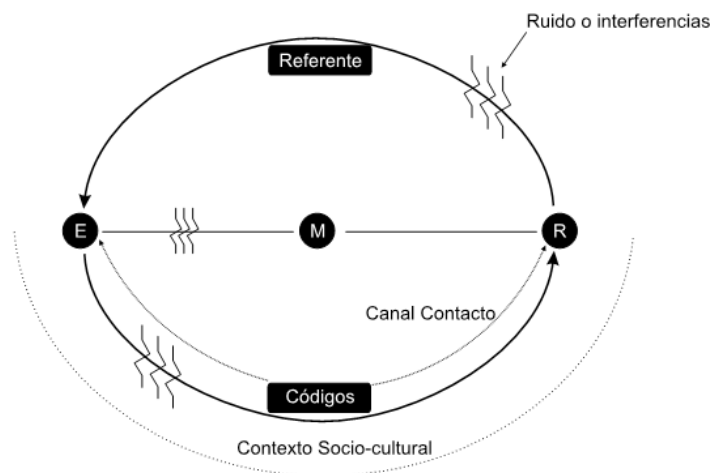 Ruido o interferencias
Referente
E
M
R
Canal Contacto
Códigos
Contexto Socio-cultural